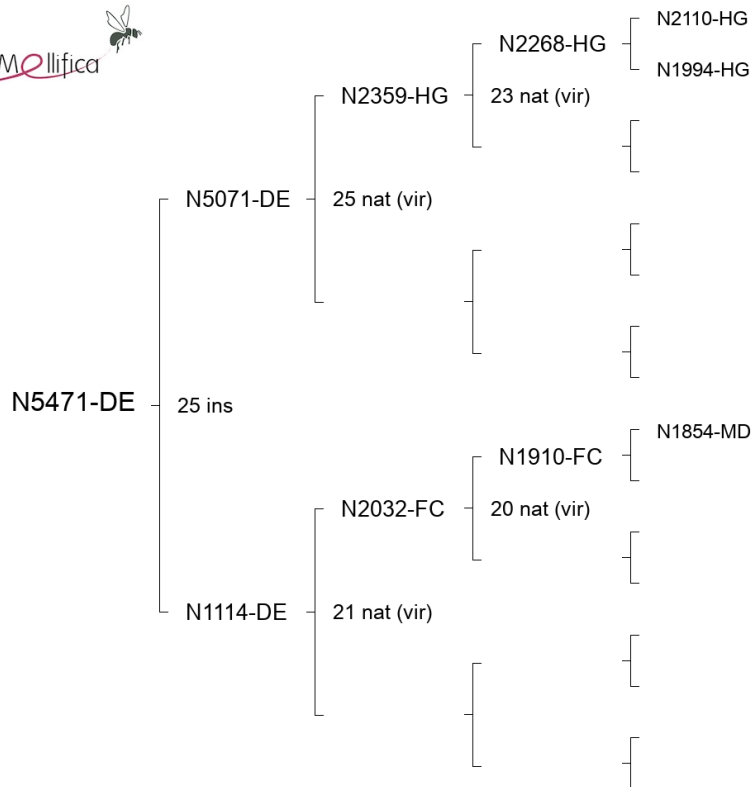 Mellifica
N2110-HG
N2268-HG
N1994-HG
N2359-HG
23 nat (vir)
N5071-DE
25 nat (vir)
N5471-DE
25 ins
N1854-MD
N1910-FC
N2032-FC
20 nat (vir)
N1114-DE
21 nat (vir)